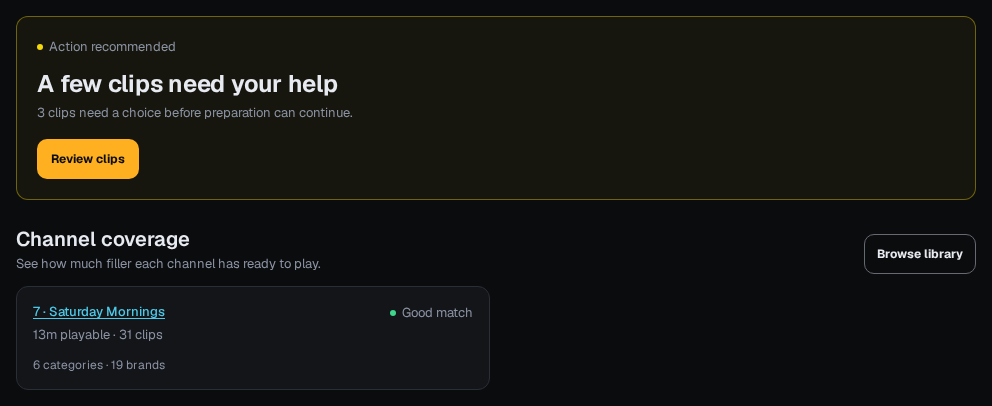 Action recommended
A few clips need your help
3 clips need a choice before preparation can continue.
Review clips
Channel coverage
See how much filler each channel has ready to play.
Browse library
7 · Saturday Mornings
Good match
13m playable · 31 clips
6 categories · 19 brands